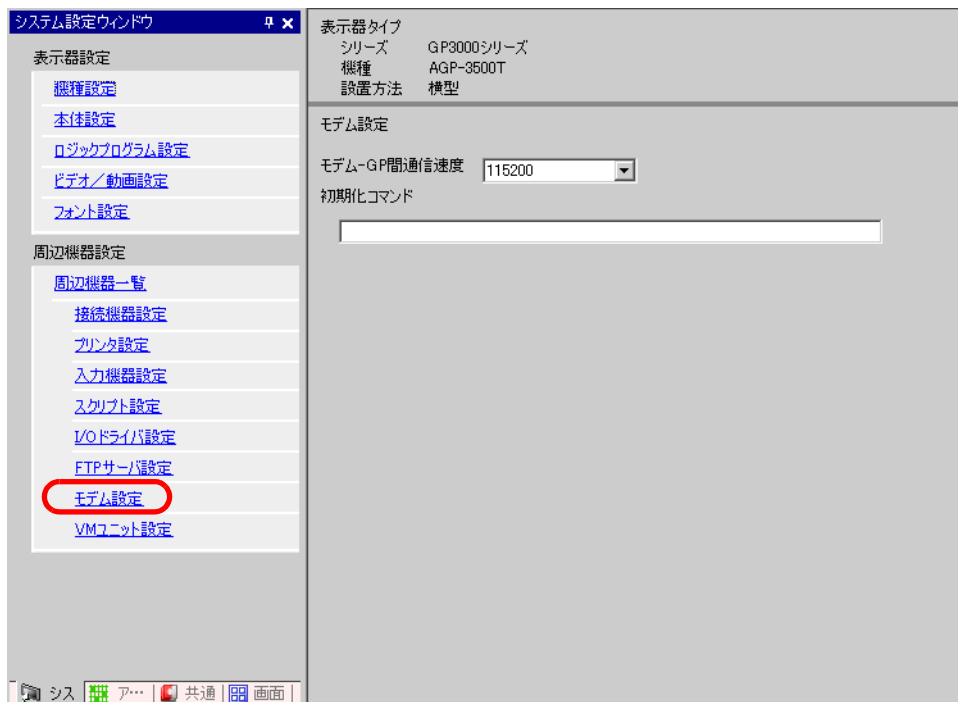 システム設定ウィンドウ
表示器設定
機種設定
本体設定
ロジックプログラム設定
ビデオ／動画設定
フォント設定
周辺機器設定
周辺機器一覧
接続機器設定
プリンタ設定
入力機器設定
スクリプト設定
I/Oドライバ設定
FTPサーバ設定
モデム設定
VMユニット設定
シス ア… 共通 画面
表示器タイプ
シリーズ GP3000シリーズ
機種 AGP-3500T
設置方法 横型
モデム設定
モデム-GP間通信速度 115200
初期化コマンド